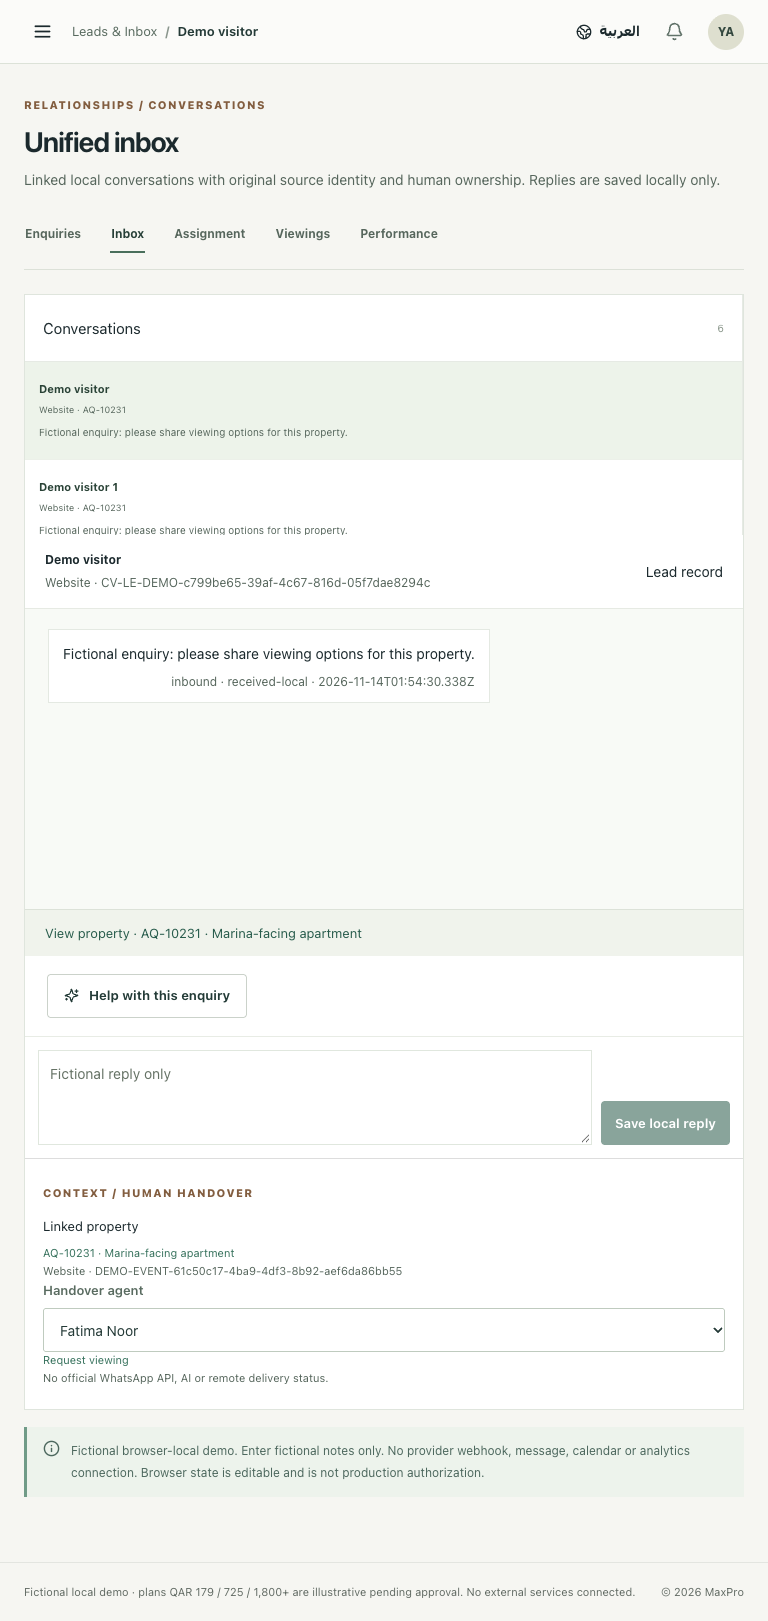 Leads & Inbox / Demo visitor
العربية
YA
RELATIONSHIPS / CONVERSATIONS
Unified inbox
Linked local conversations with original source identity and human ownership. Replies are saved locally only.
Enquiries Inbox Assignment Viewings Performance
Conversations 6
Demo visitor
Website · AQ-10231
Fictional enquiry: please share viewing options for this property.
Demo visitor 1
Website · AQ-10231
Fictional enquiry: please share viewing options for this property.
Demo visitor
Website · CV-LE-DEMO-c799be65-39af-4c67-816d-05f7dae8294c
Lead record
Fictional enquiry: please share viewing options for this property.
inbound · received-local · 2026-11-14T01:54:30.338Z
View property · AQ-10231 · Marina-facing apartment
Help with this enquiry
Fictional reply only
Save local reply
CONTEXT / HUMAN HANDOVER
Linked property
AQ-10231 · Marina-facing apartment
Website · DEMO-EVENT-61c50c17-4ba9-4df3-8b92-aef6da86bb55
Handover agent
Fatima Noor
Request viewing
No official WhatsApp API, AI or remote delivery status.
Fictional browser-local demo. Enter fictional notes only. No provider webhook, message, calendar or analytics
connection. Browser state is editable and is not production authorization.
Fictional local demo · plans QAR 179 / 725 / 1,800+ are illustrative pending approval. No external services connected.
© 2026 MaxPro